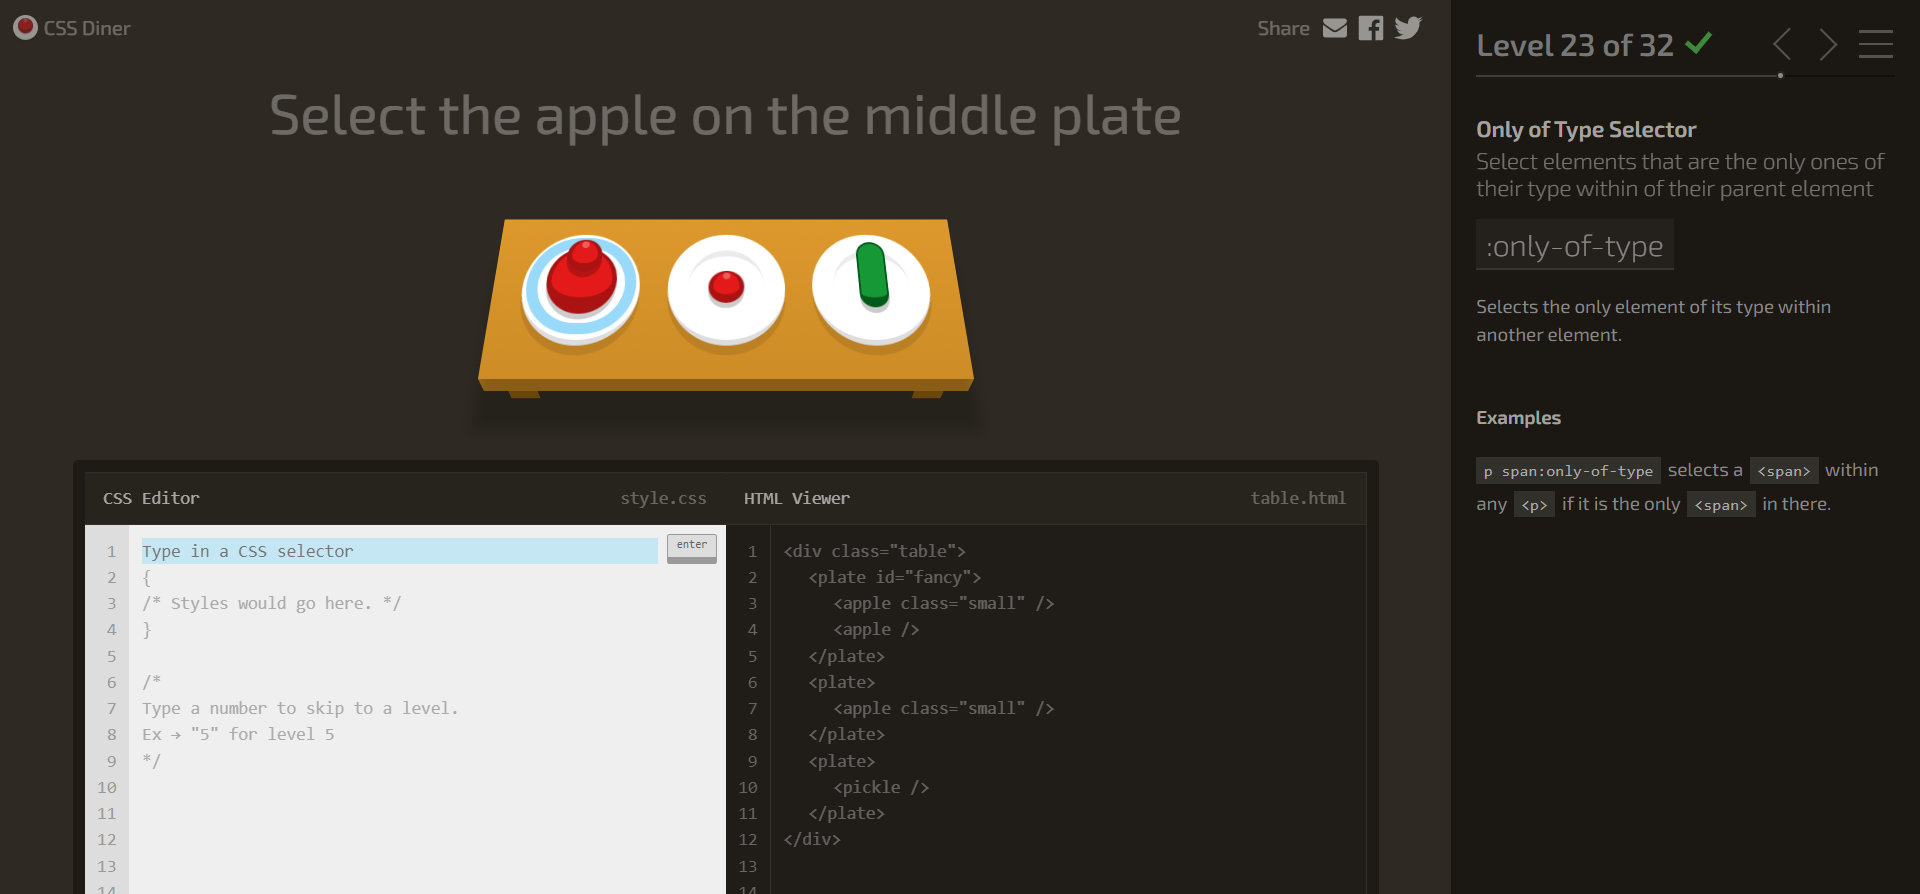 CSS Diner
Share
Select the apple on the middle plate
CSS Editor
style.css
HTML Viewer
table.html
1
2
3
4
5
6
7
8
9
10
11
12
13
14
Type in a CSS selector
enter
{
/* Styles would go here. */
}
/*
Type a number to skip to a level.
Ex → "5" for level 5
*/
1
2
3
4
5
6
7
8
9
10
11
12
13
14
<div class="table">
<plate id="fancy">
<apple class="small" />
<apple />
</plate>
<plate>
<apple class="small" />
</plate>
<plate>
<pickle />
</plate>
</div>
Level 23 of 32
Only of Type Selector
Select elements that are the only ones of
their type within of their parent element
:only-of-type
Selects the only element of its type within
another element.
Examples
p span:only-of-type selects a <span> within
any <p> if it is the only <span> in there.